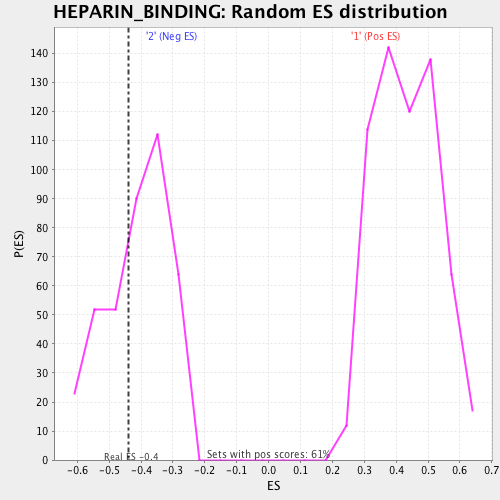 HEPARIN_BINDING: Random ES distribution
'2' (Neg ES) '1' (Pos ES)
140
130
120
110
100
90
80
70
60
50
40
30
20
10
0
P(ES)
Real ES -0.4 Sets with pos scores: 61%
-0.6 -0.5 -0.4 -0.3 -0.2 -0.1 0.0 0.1 0.2 0.3 0.4 0.5 0.6 0.7
ES